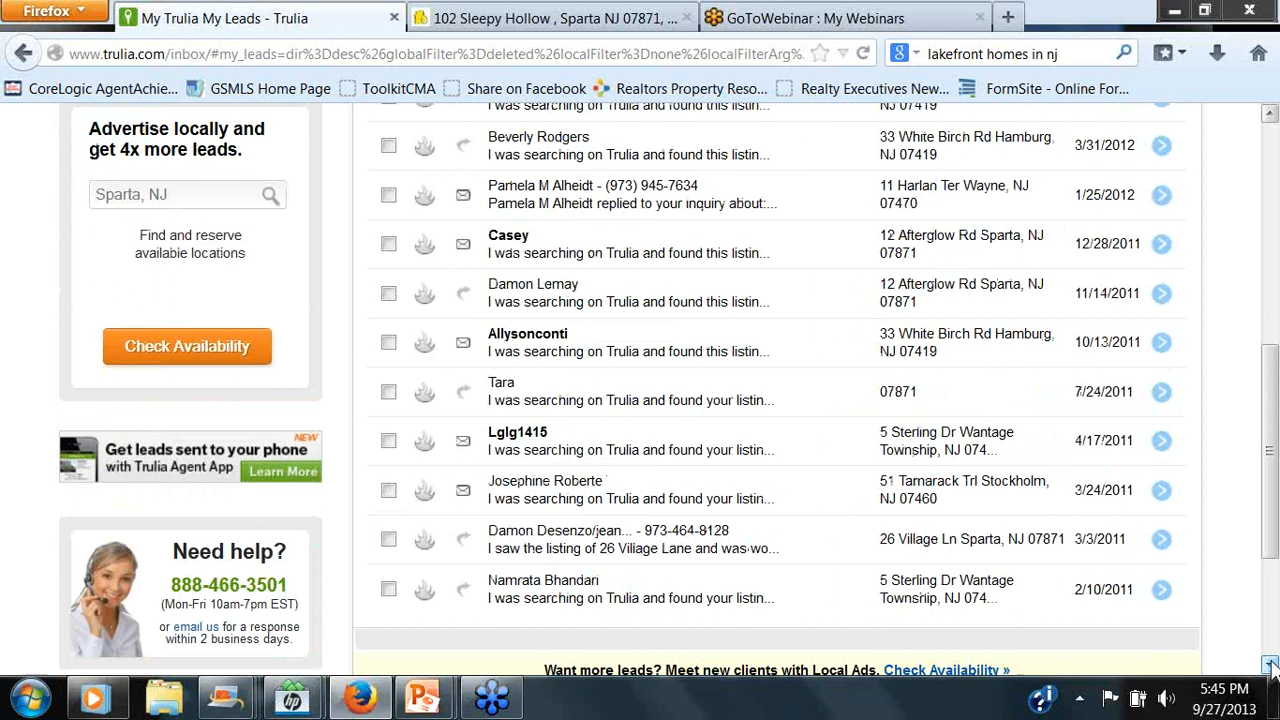 Firefox
My Trulia My Leads - Trulia
102 Sleepy Hollow , Sparta NJ 07871, ...
GoToWebinar : My Webinars
www.trulia.com/inbox/#my_leads=dir%3Ddesc%26globalFilter%3Ddeleted%26localFilter%3Dnone%26localFilterArg%
lakefront homes in nj
CoreLogic AgentAchie...
GSMLS Home Page
ToolkitCMA
Share on Facebook
Realtors Property Reso...
Realty Executives New...
FormSite - Online For...
Advertise locally and
get 4x more leads.
Sparta, NJ
Find and reserve
available locations
Check Availability
Get leads sent to your phone
NEW
with Trulia Agent App
Learn More
Need help?
888-466-3501
(Mon-Fri 10am-7pm EST)
or email us for a response
within 2 business days.
I was searching on Trulia and found this listin...
NJ 07419
Beverly Rodgers
I was searching on Trulia and found this listin...
33 White Birch Rd Hamburg,
NJ 07419
3/31/2012
Pamela M Alheidt - (973) 945-7634
Pamela M Alheidt replied to your inquiry about:...
11 Harlan Ter Wayne, NJ
07470
1/25/2012
Casey
I was searching on Trulia and found this listin...
12 Afterglow Rd Sparta, NJ
07871
12/28/2011
Damon Lemay
I was searching on Trulia and found this listin...
12 Afterglow Rd Sparta, NJ
07871
11/14/2011
Allysonconti
I was searching on Trulia and found this listin...
33 White Birch Rd Hamburg,
NJ 07419
10/13/2011
Tara
I was searching on Trulia and found your listin...
07871
7/24/2011
Lglg1415
I was searching on Trulia and found your listin...
5 Sterling Dr Wantage
Township, NJ 074...
4/17/2011
Josephine Roberte
I was searching on Trulia and found your listin...
51 Tamarack Trl Stockholm,
NJ 07460
3/24/2011
Damon Desenzo/jean... - 973-464-8128
I saw the listing of 26 Village Lane and was wo...
26 Village Ln Sparta, NJ 07871
3/3/2011
Namrata Bhandari
I was searching on Trulia and found your listin...
5 Sterling Dr Wantage
Township, NJ 074...
2/10/2011
Want more leads? Meet new clients with Local Ads. Check Availability »
5:45 PM
9/27/2013